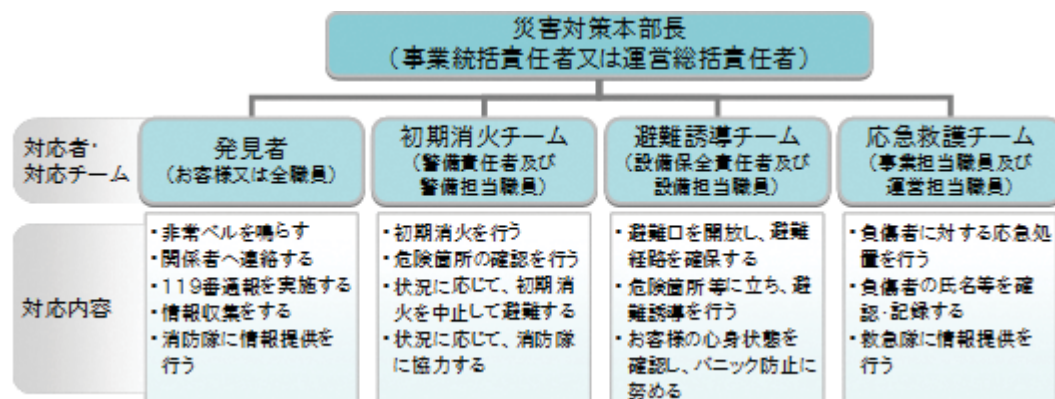 災害対策本部長
（事業統括責任者又は運営総括責任者）
対応者・
対応チーム
発見者
（お客様又は全職員）
初期消火チーム
（警備責任者及び
警備担当職員）
避難誘導チーム
（設備保全責任者及び
設備担当職員）
応急救護チーム
（事業担当職員及び
運営担当職員）
対応内容
・非常ベルを鳴らす
・関係者へ連絡する
・119番通報を実施する
・情報収集をする
・消防隊に情報提供を
行う
・初期消火を行う
・危険箇所の確認を行う
・状況に応じて、初期消
火を中止して避難する
・状況に応じて、消防隊
に協力する
・避難口を開放し、避難
経路を確保する
・危険箇所等に立ち、避
難誘導を行う
・お客様の心身状態を
確認し、パニック防止に
努める
・負傷者に対する応急処
置を行う
・負傷者の氏名等を確
認・記録する
・救急隊に情報提供を
行う